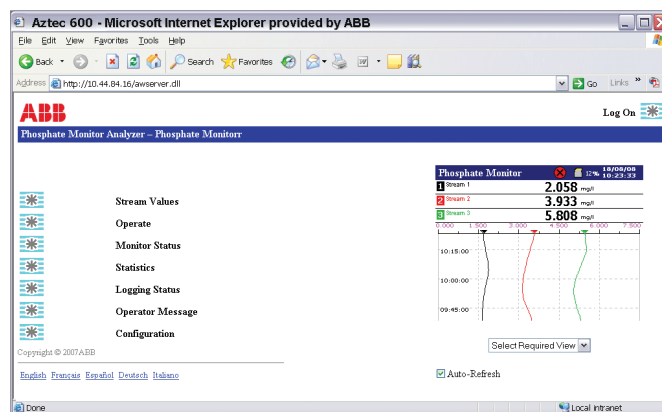 Aztec 600 - Microsoft Internet Explorer provided by ABB
File Edit View Favorites Tools Help
Back Search Favorites
Address http://10.44.84.16/awserver.dll Go Links »
ABB
Log On
Phosphate Monitor Analyzer – Phosphate Monitorr
Phosphate Monitor 12% 18/08/08 10:23:33
1 Stream 1 2.058 mg/l
2 Stream 2 3.933 mg/l
3 Stream 3 5.808 mg/l
0.000 1.500 3.000 4.500 6.000 7.500
10:15:00
10:00:00
09:45:00
Stream Values
Operate
Monitor Status
Statistics
Logging Status
Operator Message
Configuration
Select Required View
Auto-Refresh
Copyright © 2007ABB
English Français Español Deutsch Italiano
Done Local intranet